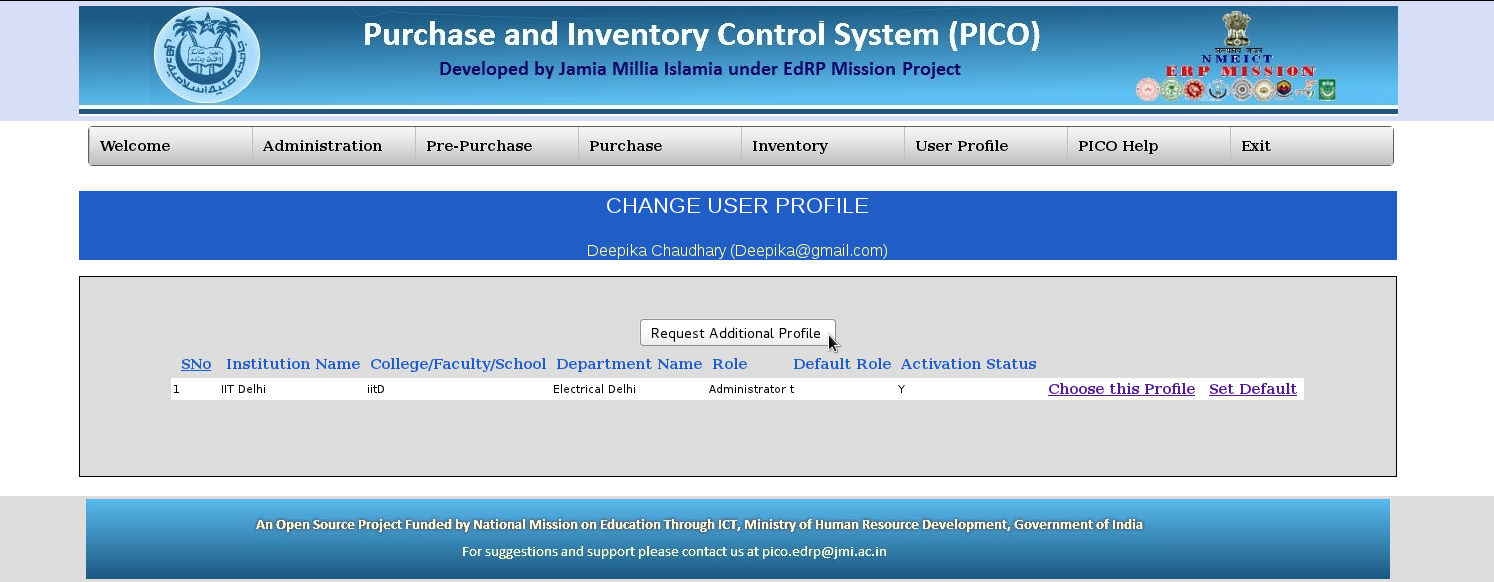 Purchase and Inventory Control System (PICO)
Developed by Jamia Millia Islamia under EdRP Mission Project
NMEICT
ERP MISSION
Welcome Administration Pre-Purchase Purchase Inventory User Profile PICO Help Exit
CHANGE USER PROFILE
Deepika Chaudhary (Deepika@gmail.com)
Request Additional Profile
SNo Institution Name College/Faculty/School Department Name Role Default Role Activation Status
1 IIT Delhi iitD Electrical Delhi Administrator t Y Choose this Profile Set Default
An Open Source Project Funded by National Mission on Education Through ICT, Ministry of Human Resource Development, Government of India
For suggestions and support please contact us at pico.edrp@jmi.ac.in